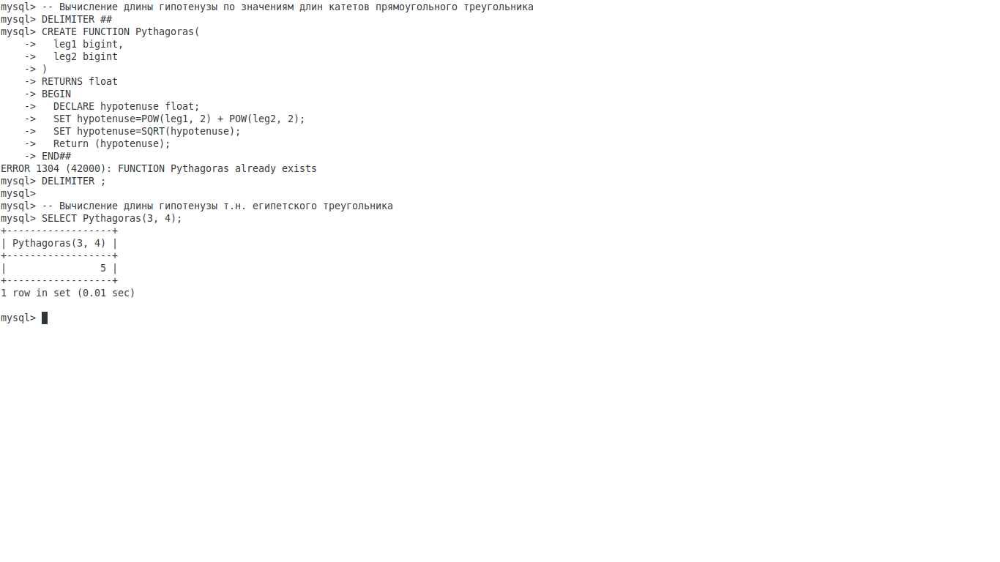 mysql> -- Вычисление длины гипотенузы по значениям длин катетов прямоугольного треугольника
mysql> DELIMITER ##
mysql> CREATE FUNCTION Pythagoras(
    ->   leg1 bigint,
    ->   leg2 bigint
    -> )
    -> RETURNS float
    -> BEGIN
    ->   DECLARE hypotenuse float;
    ->   SET hypotenuse=POW(leg1, 2) + POW(leg2, 2);
    ->   SET hypotenuse=SQRT(hypotenuse);
    ->   Return (hypotenuse);
    -> END##
ERROR 1304 (42000): FUNCTION Pythagoras already exists
mysql> DELIMITER ;
mysql>
mysql> -- Вычисление длины гипотенузы т.н. египетского треугольника
mysql> SELECT Pythagoras(3, 4);
+------------------+
| Pythagoras(3, 4) |
+------------------+
|                5 |
+------------------+
1 row in set (0.01 sec)

mysql>